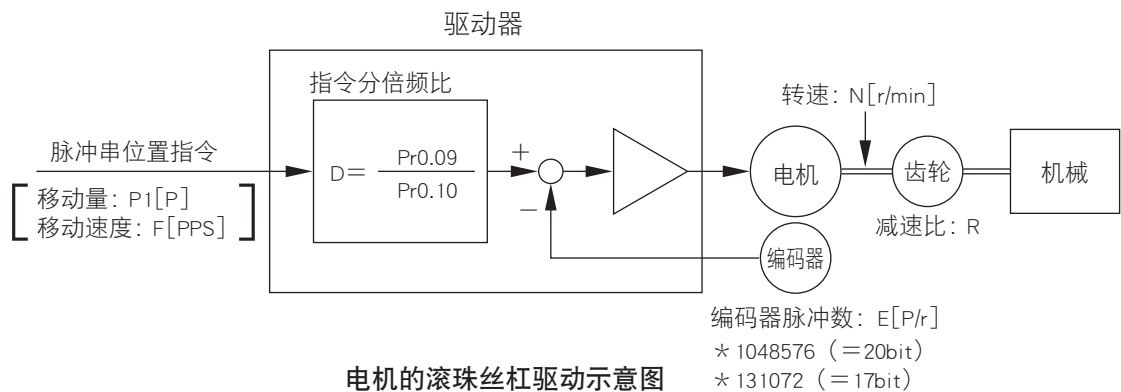 驱动器
指令分倍频比
转速: N[r/min]
脉冲串位置指令
移动量: P1[P]
移动速度: F[PPS]
D= Pr0.09
Pr0.10
+
−
电机
齿轮
机械
减速比: R
编码器
编码器脉冲数: E[P/r]
*1048576 (=20bit)
*131072 (=17bit)
电机的滚珠丝杠驱动示意图